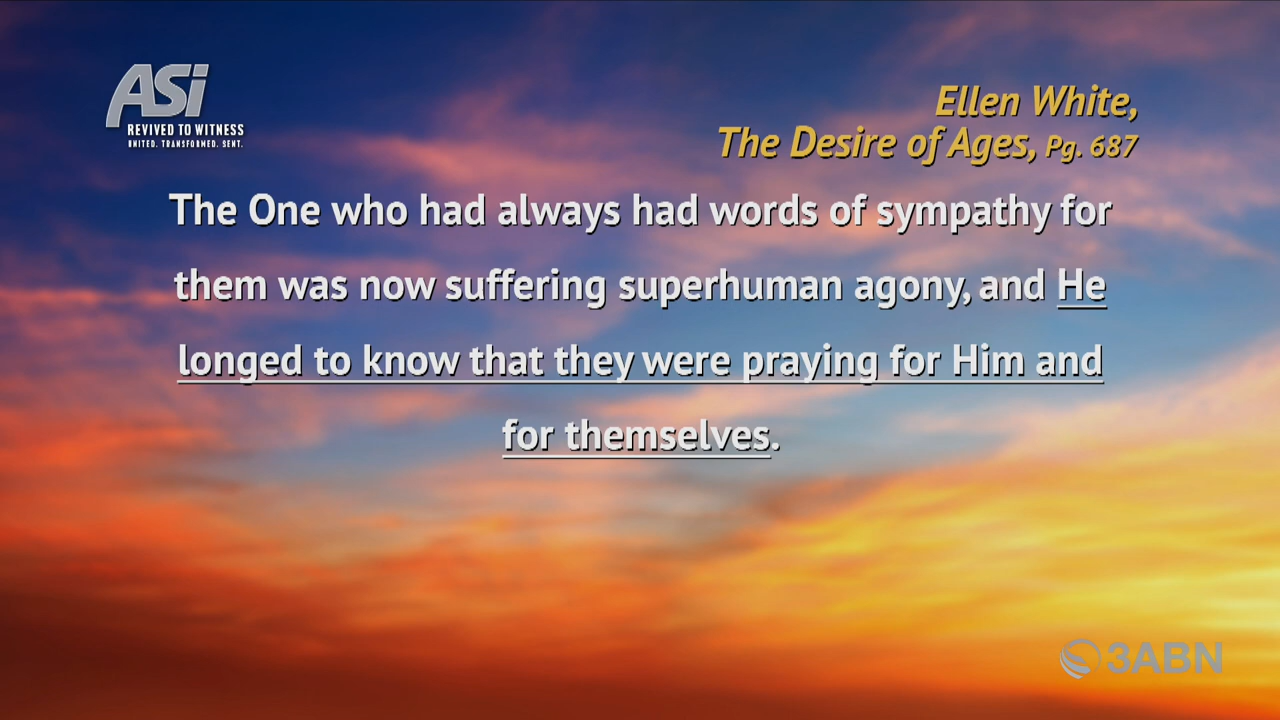 ASi
REVIVED TO WITNESS
UNITED. TRANSFORMED. SENT.
Ellen White,
The Desire of Ages, Pg. 687
The One who had always had words of sympathy for
them was now suffering superhuman agony, and He
longed to know that they were praying for Him and
for themselves.
3ABN